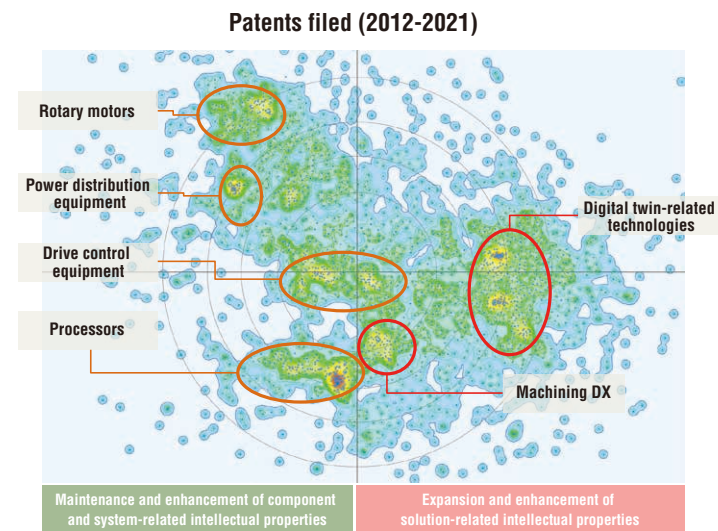 Patents filed (2012-2021)
Rotary motors
Power distribution
equipment
Drive control
equipment
Processors
Digital twin-related
technologies
Machining DX
Maintenance and enhancement of component
and system-related intellectual properties
Expansion and enhancement of
solution-related intellectual properties